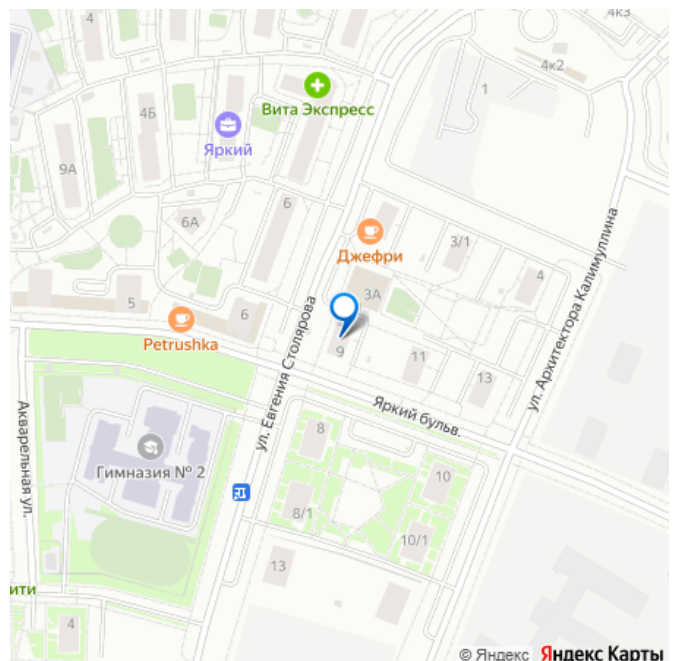 4
4к3
4к2
1
Вита Экспресс
4Б
Яркий
9А
6
6А
Джефри
3/1
4
3А
5
6
Petrushka
9
11
13
ул. Евгения Столярова
ул. Архитектора Калимуллина
Яркий бульв.
Акварельная ул.
Гимназия № 2
8
10
8/1
10/1
13
ити
4
© Яндекс Яндекс Карты